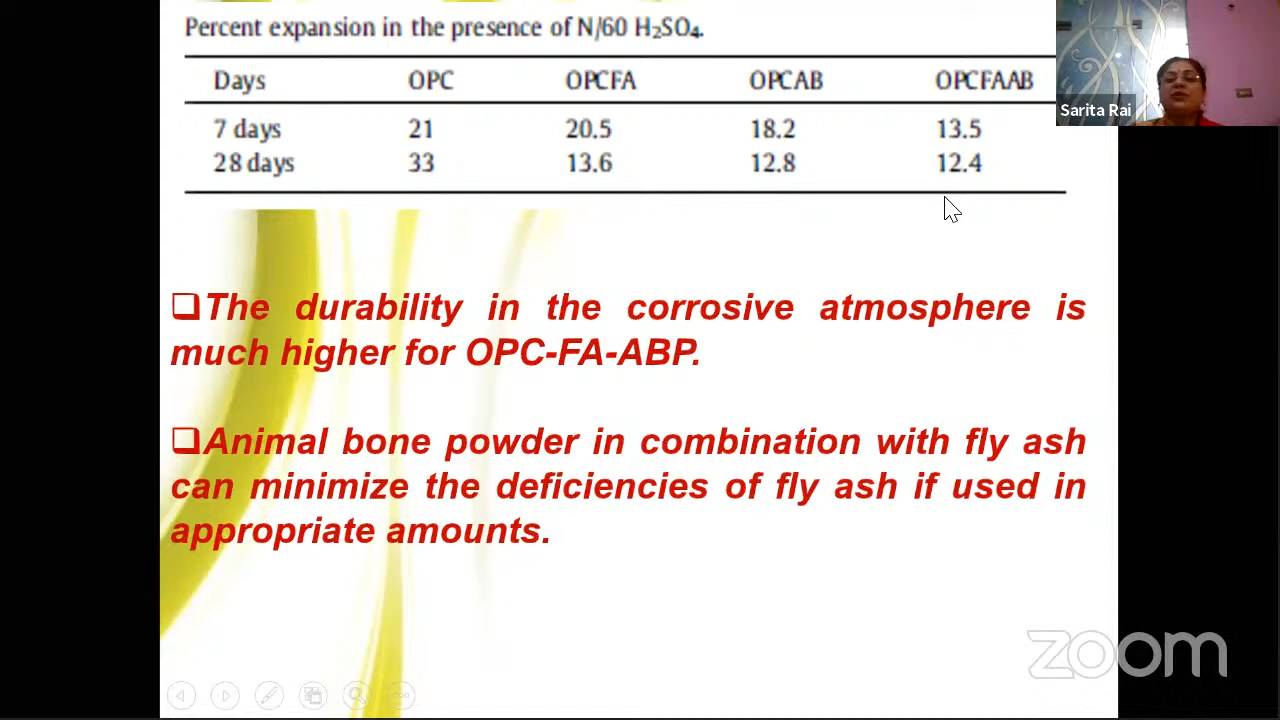 Percent expansion in the presence of N/60 H₂SO₄.
Days OPC OPCFA OPCAB OPCFAAB
7 days 21 20.5 18.2 13.5
28 days 33 13.6 12.8 12.4
Sarita Rai
❑The durability in the corrosive atmosphere is
much higher for OPC-FA-ABP.
❑Animal bone powder in combination with fly ash
can minimize the deficiencies of fly ash if used in
appropriate amounts.
zoom